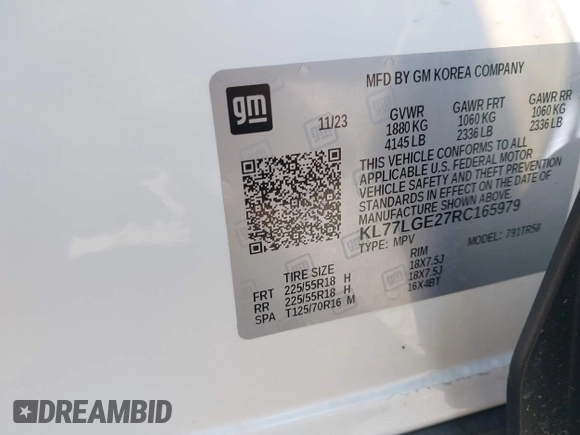 MFD BY GM KOREA COMPANY
gm
11/23
GVWR GAWR FRT GAWR RR
1880 KG 1060 KG 1060 KG
4145 LB 2336 LB 2336 LB
THIS VEHICLE CONFORMS TO ALL
APPLICABLE U.S. FEDERAL MOTOR
VEHICLE SAFETY AND THEFT PREVENTION
STANDARDS IN EFFECT ON THE DATE OF
MANUFACTURE SHOWN ABOVE.
KL77LGE27RC165979
TYPE: MPV MODEL: 791TR58
TIRE SIZE RIM
FRT 225/55R18 H 18X7.5J
RR 225/55R18 H 18X7.5J
SPA T125/70R16 M 16X4BT
DREAMBID